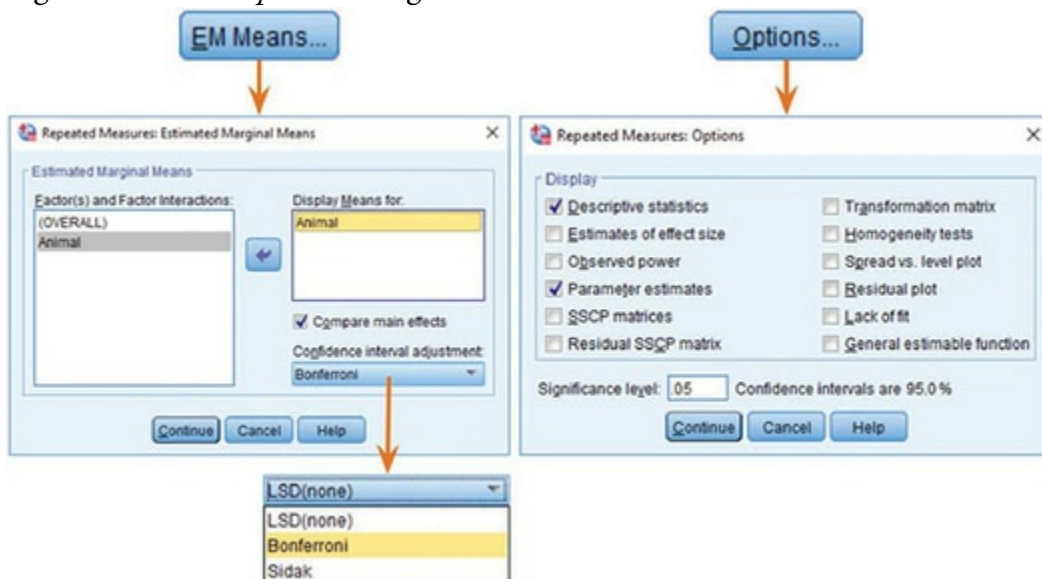 EM Means...
Options...
Repeated Measures: Estimated Marginal Means
Estimated Marginal Means
Factor(s) and Factor Interactions:
(OVERALL)
Animal
Display Means for:
Animal
Compare main effects
Confidence interval adjustment:
Bonferroni
Continue
Cancel
Help
LSD(none)
LSD(none)
Bonferroni
Sidak
Repeated Measures: Options
Display
Descriptive statistics
Estimates of effect size
Observed power
Parameter estimates
SSCP matrices
Residual SSCP matrix
Transformation matrix
Homogeneity tests
Spread vs. level plot
Residual plot
Lack of fit
General estimable function
Significance level: .05 Confidence intervals are 95.0 %
Continue
Cancel
Help